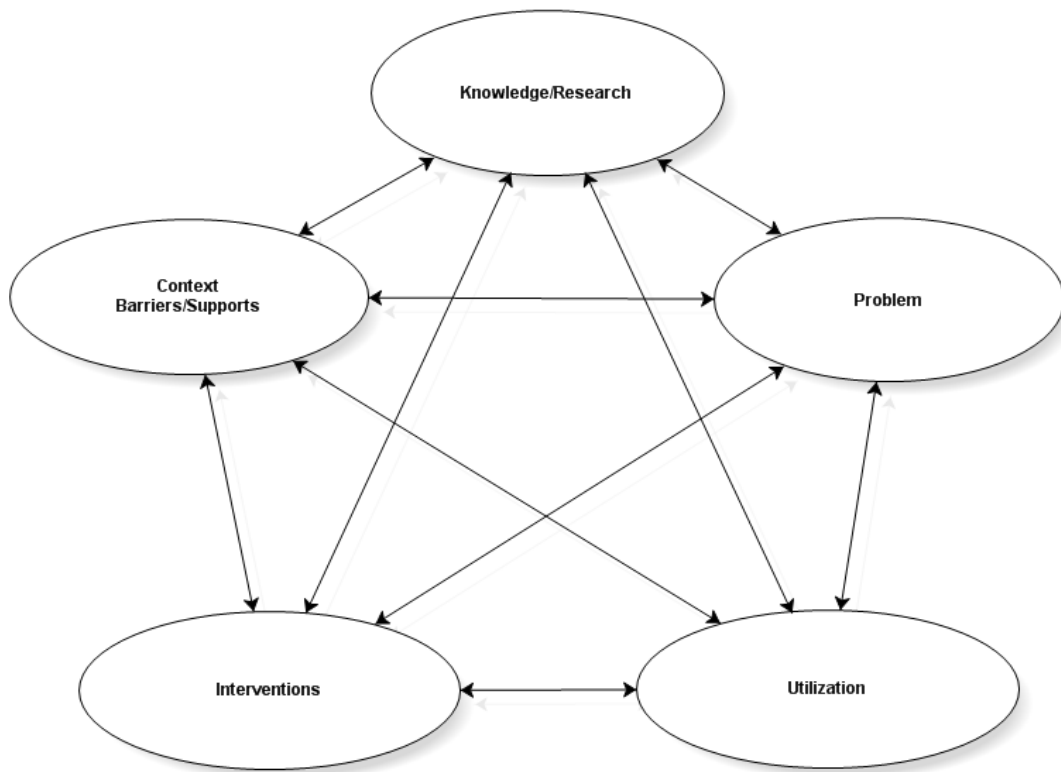 Knowledge/Research
Context
Barriers/Supports
Problem
Interventions
Utilization